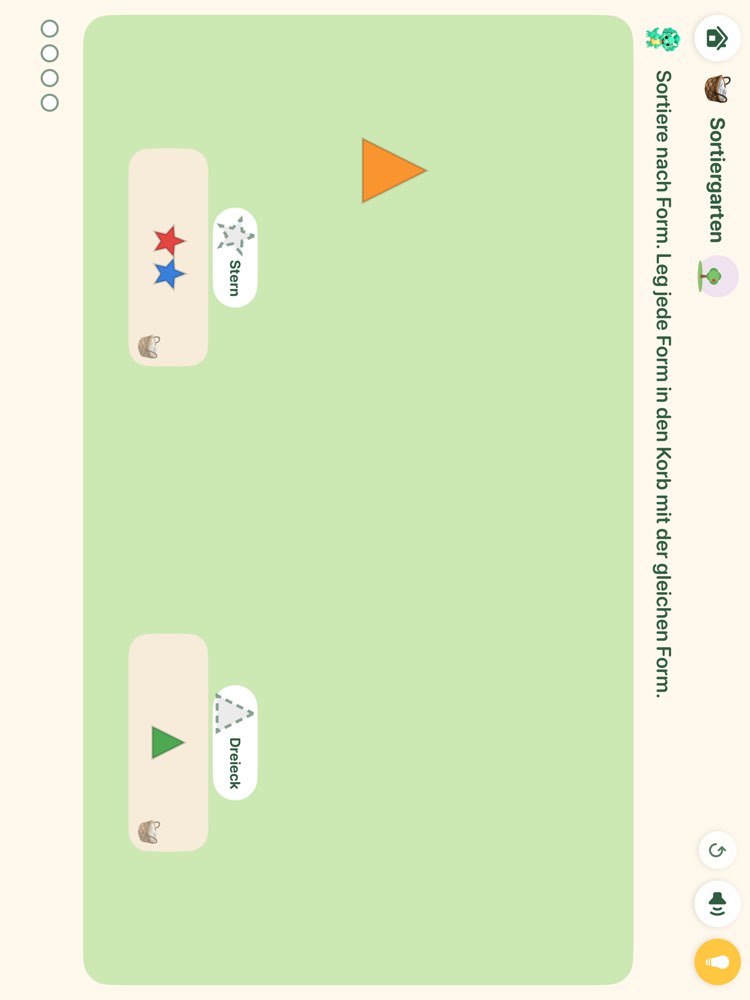 Sortiergarten
Sortiere nach Form. Leg jede Form in den Korb mit der gleichen Form.
Stern
Dreieck